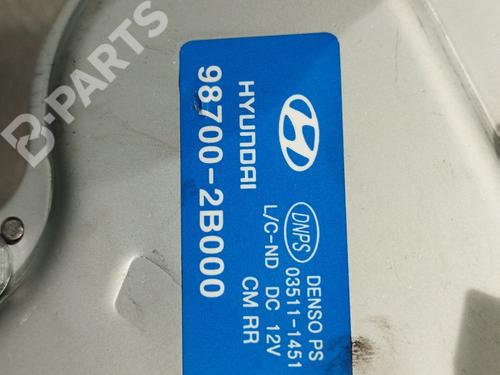 B-PARTS
HYUNDAI
98700-2B000
DNPS
DENSO PS
03511-1451
L/C-ND DC 12V
CM RR